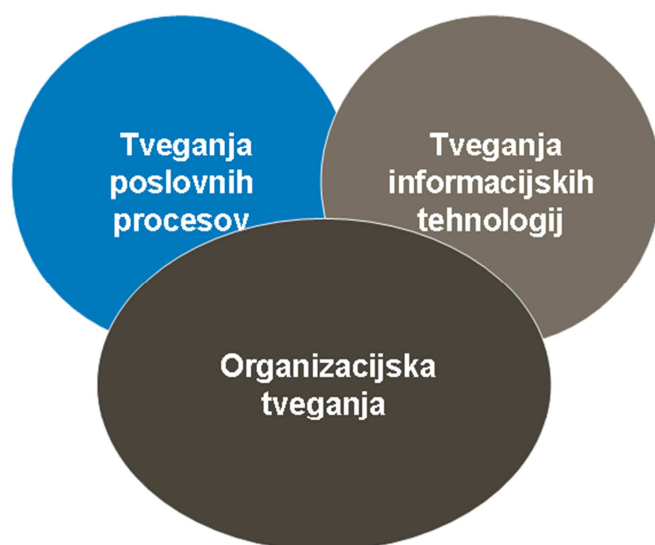 Tveganja
poslovnih
procesov
Tveganja
informacijskih
tehnologij
Organizacijska
tveganja